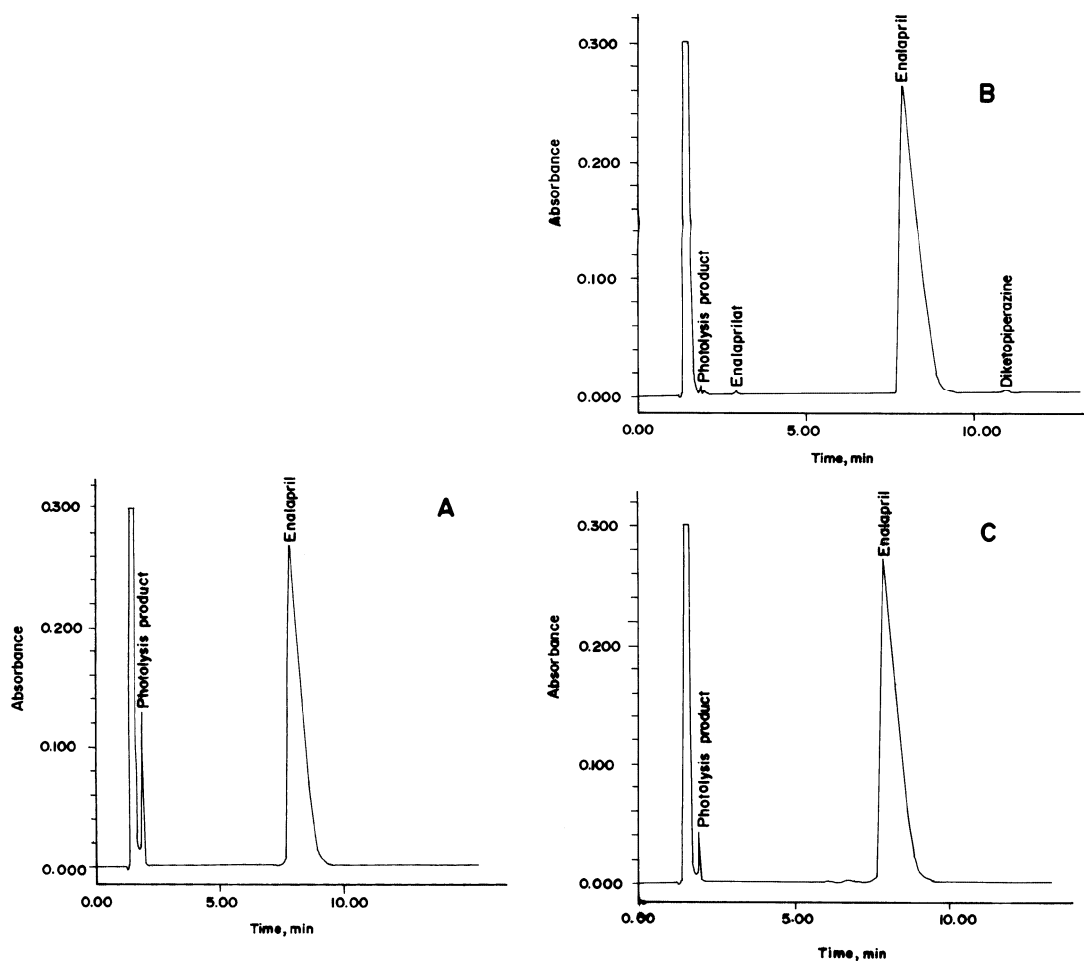 B
Absorbance
0.300
0.200
0.100
0.000
Photolysis product
Enalaprilat
Enalapril
Diketopiperazine
0.00
5.00
10.00
Time, min
A
Absorbance
0.300
0.200
0.100
0.000
Photolysis product
Enalapril
0.00
5.00
10.00
Time, min
C
Absorbance
0.300
0.200
0.100
0.000
Photolysis product
Enalapril
0.00
5.00
10.00
Time, min